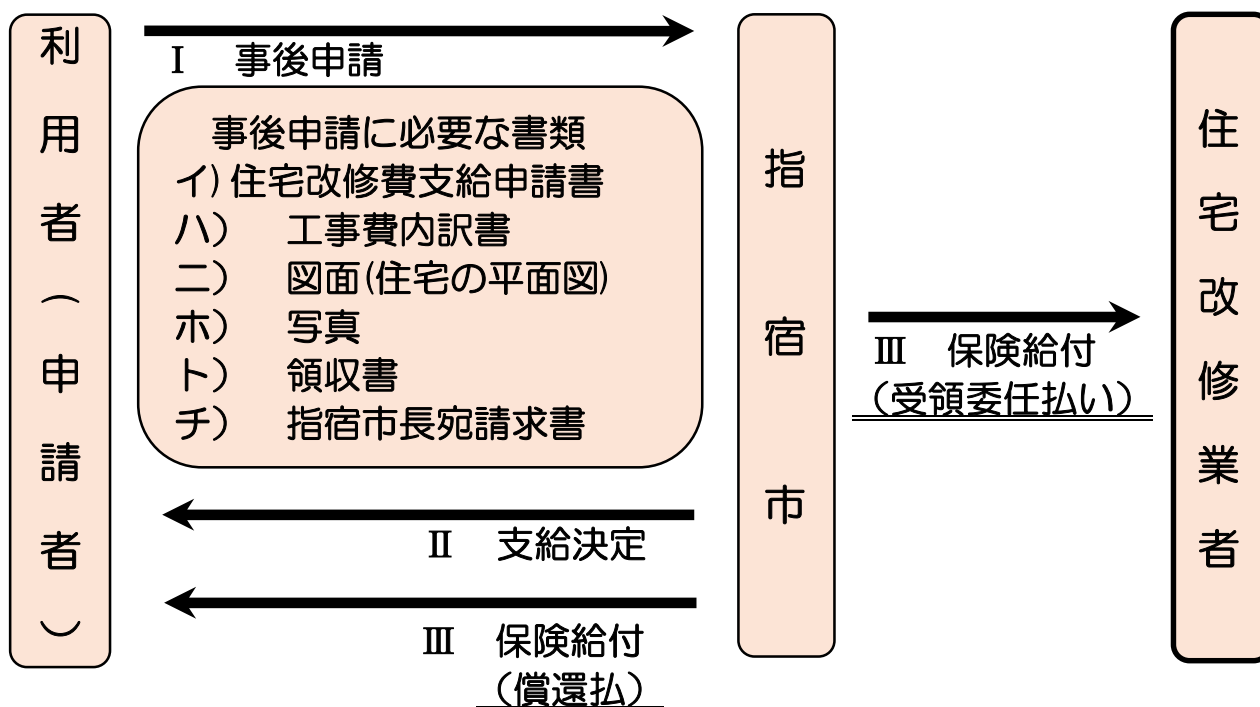 利用者（申請者）
Ⅰ　事後申請
事後申請に必要な書類
イ) 住宅改修費支給申請書
ハ）　工事費内訳書
ニ）　図面(住宅の平面図)
ホ）　写真
ト）　領収書
チ）　指宿市長宛請求書
Ⅱ　支給決定
Ⅲ　保険給付
（償還払）
指宿市
Ⅲ　保険給付
（受領委任払い）
住宅改修業者